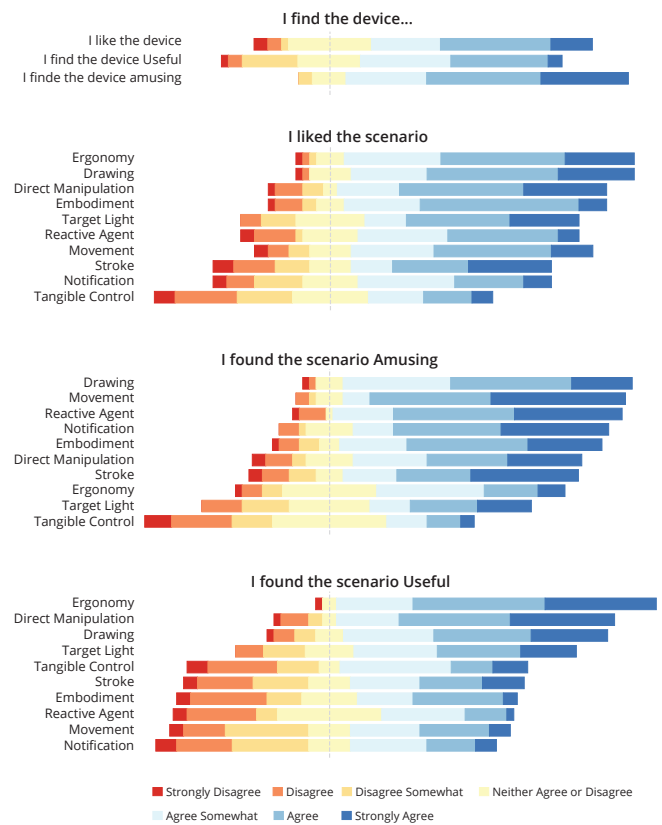 I find the device...
I like the device
I find the device Useful
I finde the device amusing
I liked the scenario
Ergonomy
Drawing
Direct Manipulation
Embodiment
Target Light
Reactive Agent
Movement
Stroke
Notification
Tangible Control
I found the scenario Amusing
Drawing
Movement
Reactive Agent
Notification
Embodiment
Direct Manipulation
Stroke
Ergonomy
Target Light
Tangible Control
I found the scenario Useful
Ergonomy
Direct Manipulation
Drawing
Target Light
Tangible Control
Stroke
Embodiment
Reactive Agent
Movement
Notification
Strongly Disagree Disagree Disagree Somewhat Neither Agree or Disagree
Agree Somewhat Agree Strongly Agree